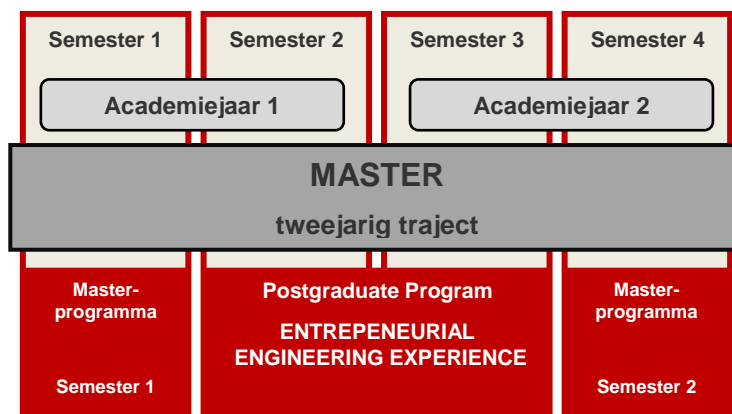 Semester 1
Semester 2
Semester 3
Semester 4
Academiejaar 1
Academiejaar 2
MASTER
tweejarig traject
Master-
programma
Semester 1
Postgraduate Program
ENTREPENEURIAL
ENGINEERING EXPERIENCE
Master-
programma
Semester 2